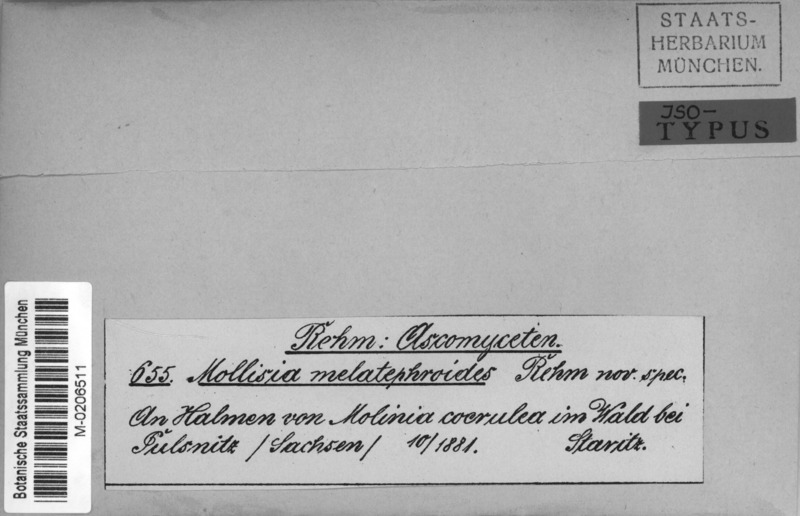 STAATS-
HERBARIUM
MÜNCHEN.
ISO-
TYPUS
Botanische Staatssammlung München
M-0206511
Rehm: Ascomyceten.
655. Mollisia melatephroides Rehm nov. spec.
An Halmen von Molinia coerulea im Wald bei
Pulsnitz /Sachsen/ 10/1881. Staritz.